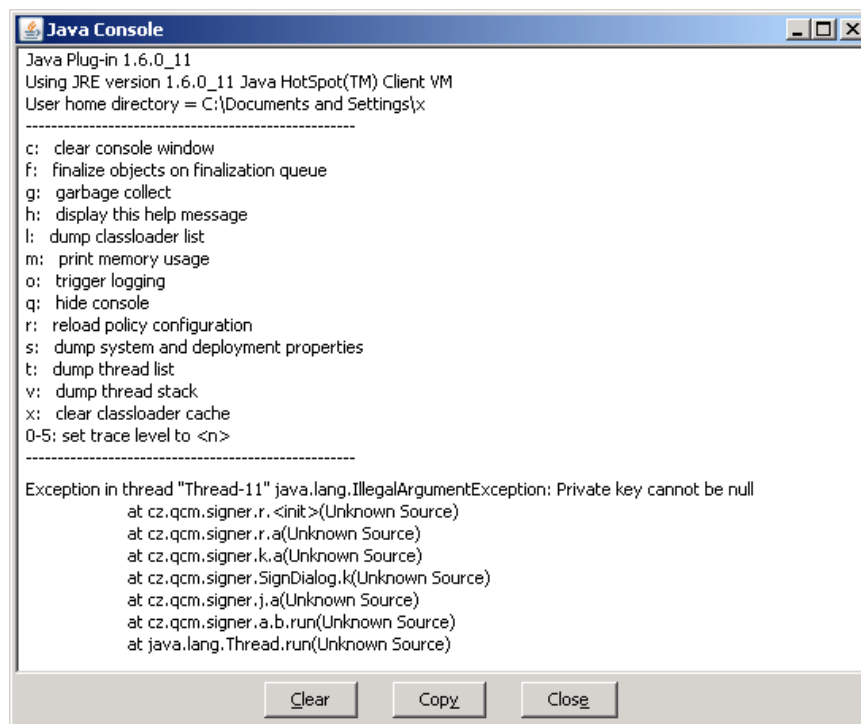 Java Console
Java Plug-in 1.6.0_11
Using JRE version 1.6.0_11 Java HotSpot(TM) Client VM
User home directory = C:\Documents and Settings\x
----------------------------------------------------
c:   clear console window
f:   finalize objects on finalization queue
g:   garbage collect
h:   display this help message
l:   dump classloader list
m:   print memory usage
o:   trigger logging
q:   hide console
r:   reload policy configuration
s:   dump system and deployment properties
t:   dump thread list
v:   dump thread stack
x:   clear classloader cache
0-5: set trace level to <n>
----------------------------------------------------
Exception in thread "Thread-11" java.lang.IllegalArgumentException: Private key cannot be null
at cz.qcm.signer.r.<init>(Unknown Source)
at cz.qcm.signer.r.a(Unknown Source)
at cz.qcm.signer.k.a(Unknown Source)
at cz.qcm.signer.SignDialog.k(Unknown Source)
at cz.qcm.signer.j.a(Unknown Source)
at cz.qcm.signer.a.b.run(Unknown Source)
at java.lang.Thread.run(Unknown Source)
Clear Copy Close